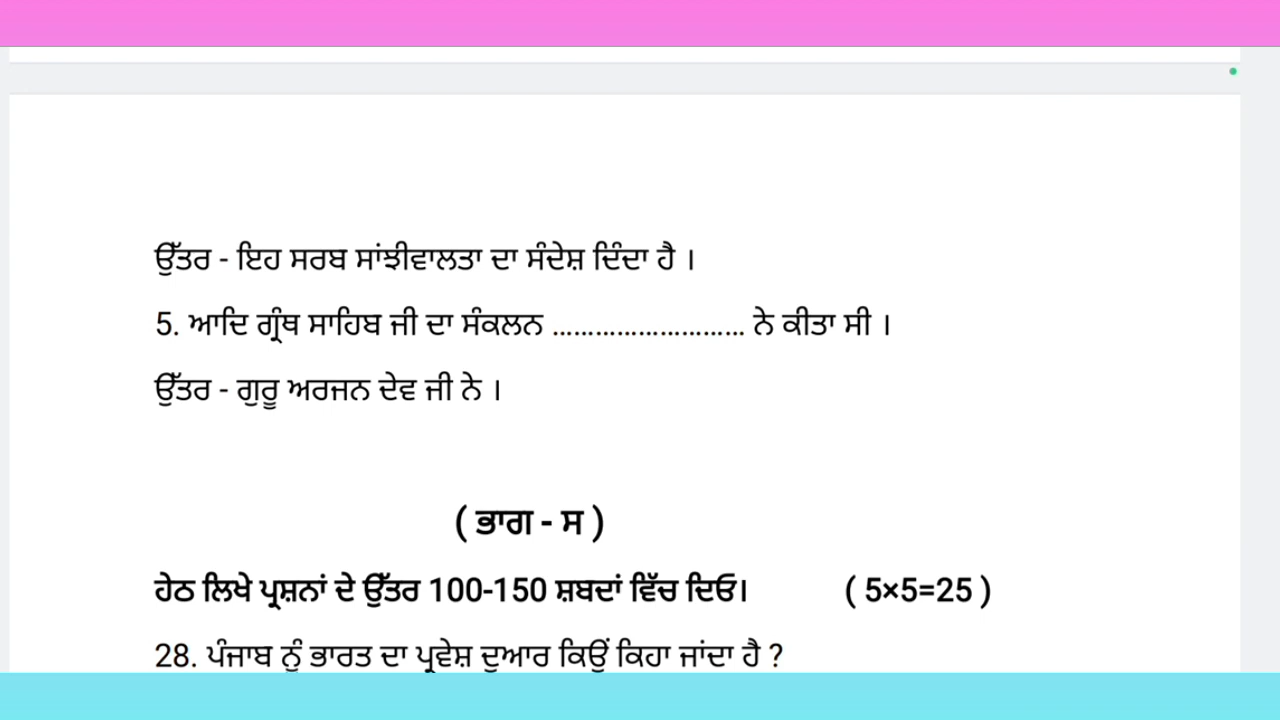 ਉੱਤਰ - ਇਹ ਸਰਬ ਸਾਂਝੀਵਾਲਤਾ ਦਾ ਸੰਦੇਸ਼ ਦਿੰਦਾ ਹੈ ।
5. ਆਦਿ ਗ੍ਰੰਥ ਸਾਹਿਬ ਜੀ ਦਾ ਸੰਕਲਨ ........................... ਨੇ ਕੀਤਾ ਸੀ ।
ਉੱਤਰ - ਗੁਰੂ ਅਰਜਨ ਦੇਵ ਜੀ ਨੇ ।
( ਭਾਗ - ਸ )
ਹੇਠ ਲਿਖੇ ਪ੍ਰਸ਼ਨਾਂ ਦੇ ਉੱਤਰ 100-150 ਸ਼ਬਦਾਂ ਵਿੱਚ ਦਿਓ। ( 5×5=25 )
28. ਪੰਜਾਬ ਨੂੰ ਭਾਰਤ ਦਾ ਪ੍ਰਵੇਸ਼ ਦੁਆਰ ਕਿਉਂ ਕਿਹਾ ਜਾਂਦਾ ਹੈ ?